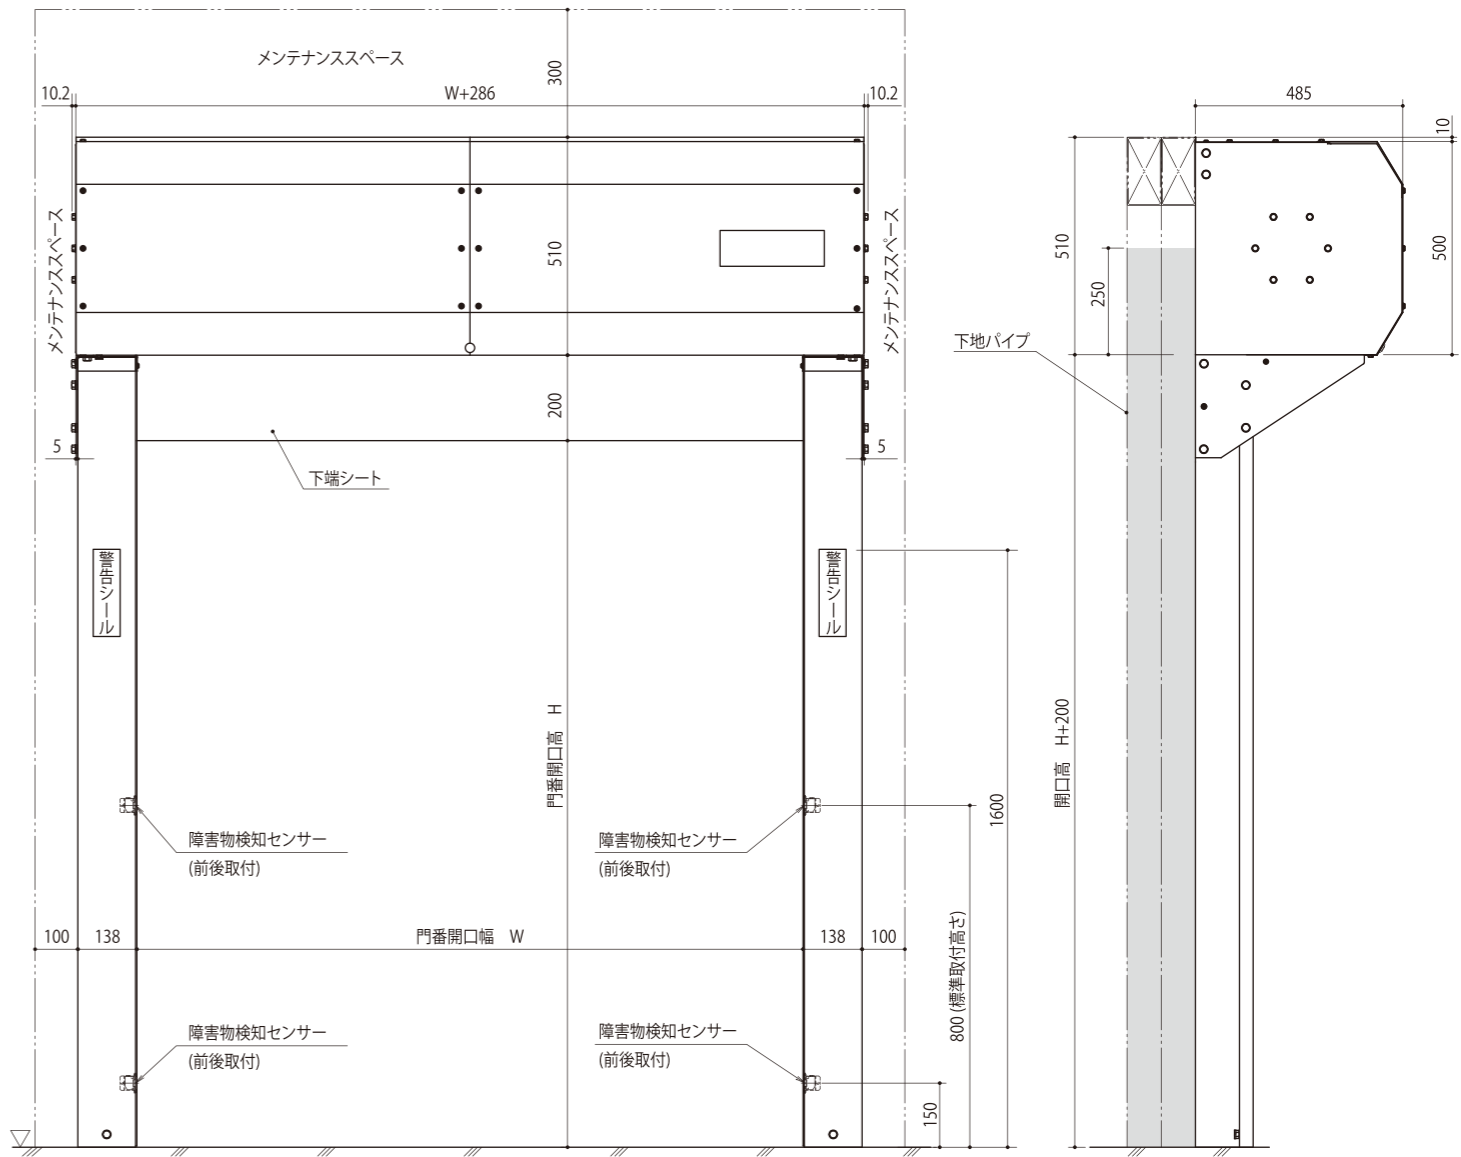 メンテナンススペース
300
10.2
W+286
10.2
485
10
メンテナンススペース
510
メンテナンススペース
510
500
250
下地パイプ
200
5
5
下端シート
警告シール
警告シール
門番開口高 H
開口高 H+200
1600
障害物検知センサー
(前後取付)
障害物検知センサー
(前後取付)
800 (標準取付高さ)
100
138
門番開口幅 W
138
100
障害物検知センサー
(前後取付)
障害物検知センサー
(前後取付)
150